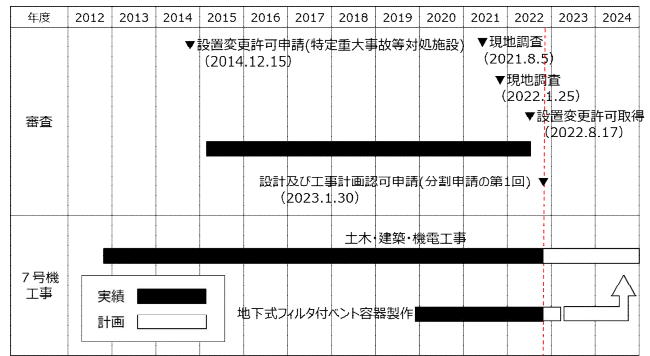 年度 2012 2013 2014 2015 2016 2017 2018 2019 2020 2021 2022 2023 2024
審査
▼設置変更許可申請(特定重大事故等対処施設)
(2014.12.15)
▼現地調査
(2021.8.5)
▼現地調査
(2022.1.25)
▼設置変更許可取得
(2022.8.17)
設計及び工事計画認可申請(分割申請の第1回) ▼
(2023.1.30)
7号機
工事
土木・建築・機電工事
実績
計画
地下式フィルタ付ベント容器製作